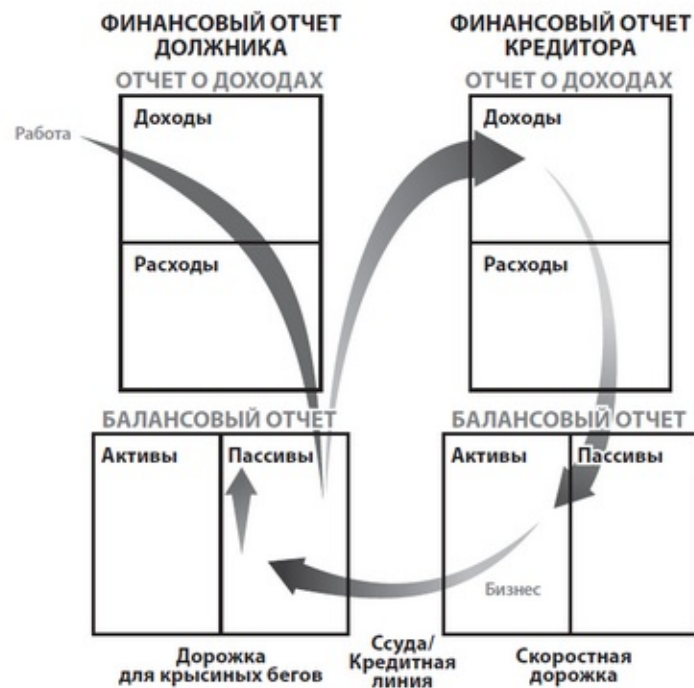 ФИНАНСОВЫЙ ОТЧЕТ
ДОЛЖНИКА
ОТЧЕТ О ДОХОДАХ
Работа
Доходы
Расходы
БАЛАНСОВЫЙ ОТЧЕТ
Активы
Пассивы
Дорожка
для крысиных бегов
Ссуда/
Кредитная
линия
ФИНАНСОВЫЙ ОТЧЕТ
КРЕДИТОРА
ОТЧЕТ О ДОХОДАХ
Доходы
Расходы
БАЛАНСОВЫЙ ОТЧЕТ
Активы
Пассивы
Бизнес
Скоростная
дорожка